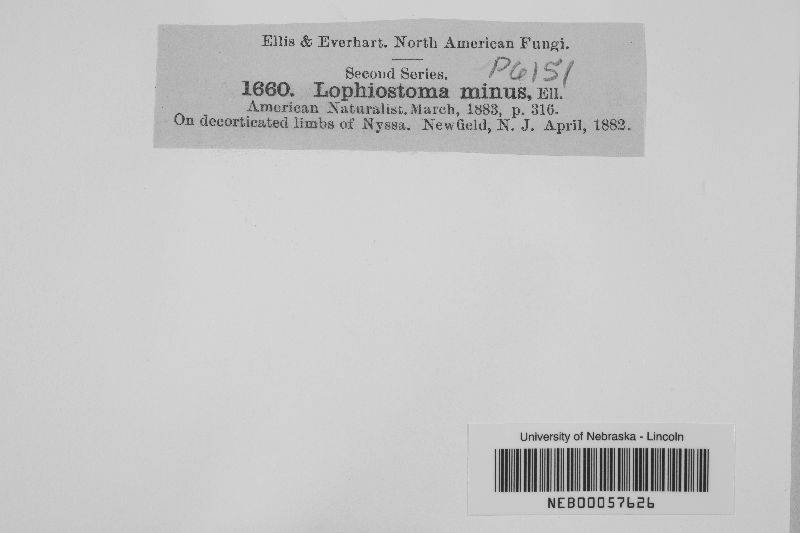 Ellis & Everhart. North American Fungi.
Second Series.
P6151
1660. Lophiostoma minus, Ell.
American Naturalist. March, 1883, p. 316.
On decorticated limbs of Nyssa. Newfield, N. J. April, 1882.
University of Nebraska - Lincoln
NEB00057626